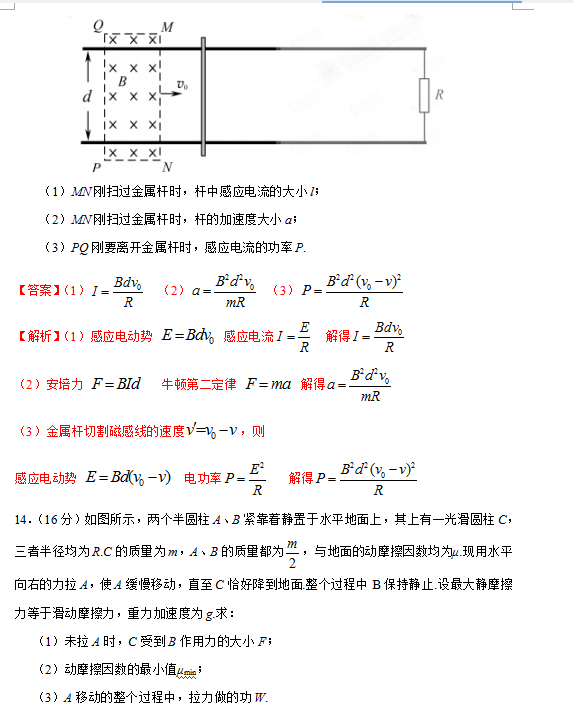 Q M
× × ×
× × ×
B v₀
d × × × R
× × ×
× × ×
P N
（1）MN刚扫过金属杆时，杆中感应电流的大小I；
（2）MN刚扫过金属杆时，杆的加速度大小a；
（3）PQ刚要离开金属杆时，感应电流的功率P.
【答案】（1）I = Bdv₀/R （2）a = B²d²v₀/mR （3）P = B²d²(v₀ − v)²/R
【解析】（1）感应电动势 E = Bdv₀ 感应电流 I = E/R 解得 I = Bdv₀/R
（2）安培力 F = BId 牛顿第二定律 F = ma 解得 a = B²d²v₀/mR
（3）金属杆切割磁感线的速度 v′=v₀ − v，则
感应电动势 E = Bd(v₀ − v) 电功率 P = E²/R 解得 P = B²d²(v₀ − v)²/R
14.（16分）如图所示，两个半圆柱A、B紧靠着静置于水平地面上，其上有一光滑圆柱C，
三者半径均为R.C的质量为m，A、B的质量都为m/2，与地面的动摩擦因数均为μ.现用水平
向右的力拉A，使A缓慢移动，直至C恰好降到地面.整个过程中B保持静止.设最大静摩擦
力等于滑动摩擦力，重力加速度为g.求：
（1）未拉A时，C受到B作用力的大小F；
（2）动摩擦因数的最小值μmin；
（3）A移动的整个过程中，拉力做的功W.